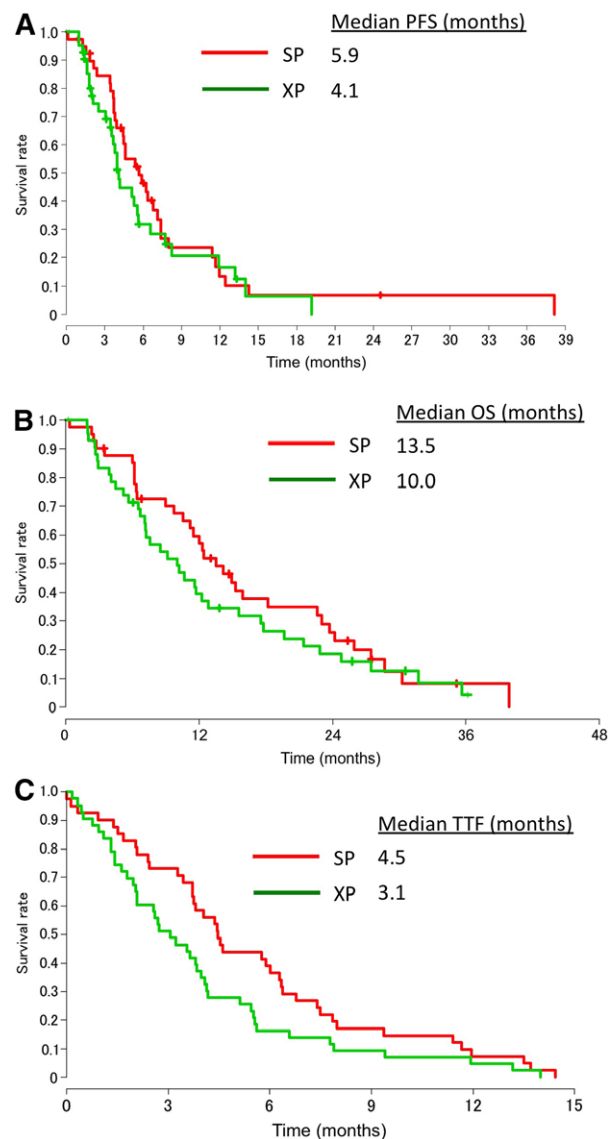 A
Median PFS (months)
SP 5.9
XP 4.1
Survival rate
1.0
0.9
0.8
0.7
0.6
0.5
0.4
0.3
0.2
0.1
0
0 3 6 9 12 15 18 21 24 27 30 33 36 39
Time (months)
B
Median OS (months)
SP 13.5
XP 10.0
Survival rate
1.0
0.9
0.8
0.7
0.6
0.5
0.4
0.3
0.2
0.1
0
0 12 24 36 48
Time (months)
C
Median TTF (months)
SP 4.5
XP 3.1
Survival rate
1.0
0.9
0.8
0.7
0.6
0.5
0.4
0.3
0.2
0.1
0
0 3 6 9 12 15
Time (months)